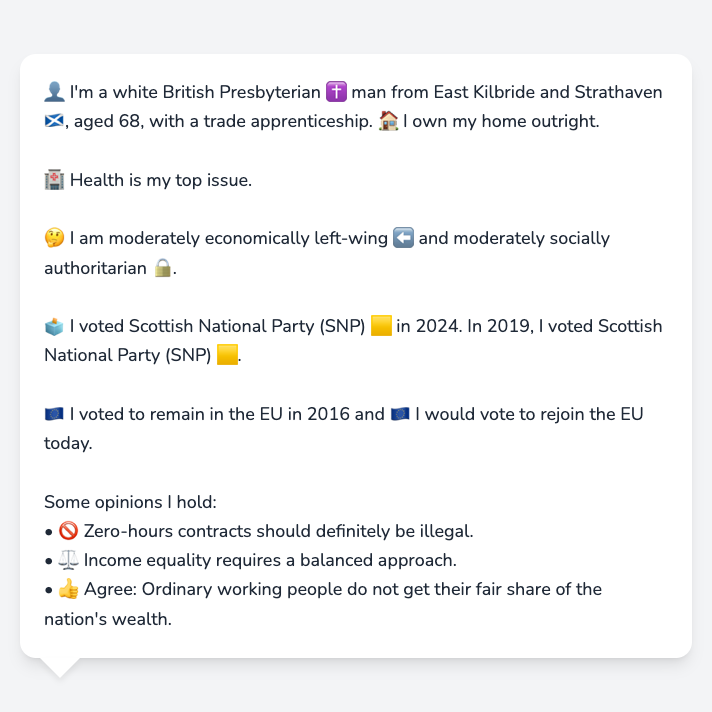 👤 I'm a white British Presbyterian ✝️ man from East Kilbride and Strathaven
🏴󠁧󠁢󠁳󠁣󠁴󠁿, aged 68, with a trade apprenticeship. 🏠 I own my home outright.
🏥 Health is my top issue.
🤔 I am moderately economically left-wing ⬅️ and moderately socially
authoritarian 🔒.
🗳️ I voted Scottish National Party (SNP) 🟨 in 2024. In 2019, I voted Scottish
National Party (SNP) 🟨.
🇪🇺 I voted to remain in the EU in 2016 and 🇪🇺 I would vote to rejoin the EU
today.
Some opinions I hold:
• 🚫 Zero-hours contracts should definitely be illegal.
• ⚖️ Income equality requires a balanced approach.
• 👍 Agree: Ordinary working people do not get their fair share of the
nation's wealth.